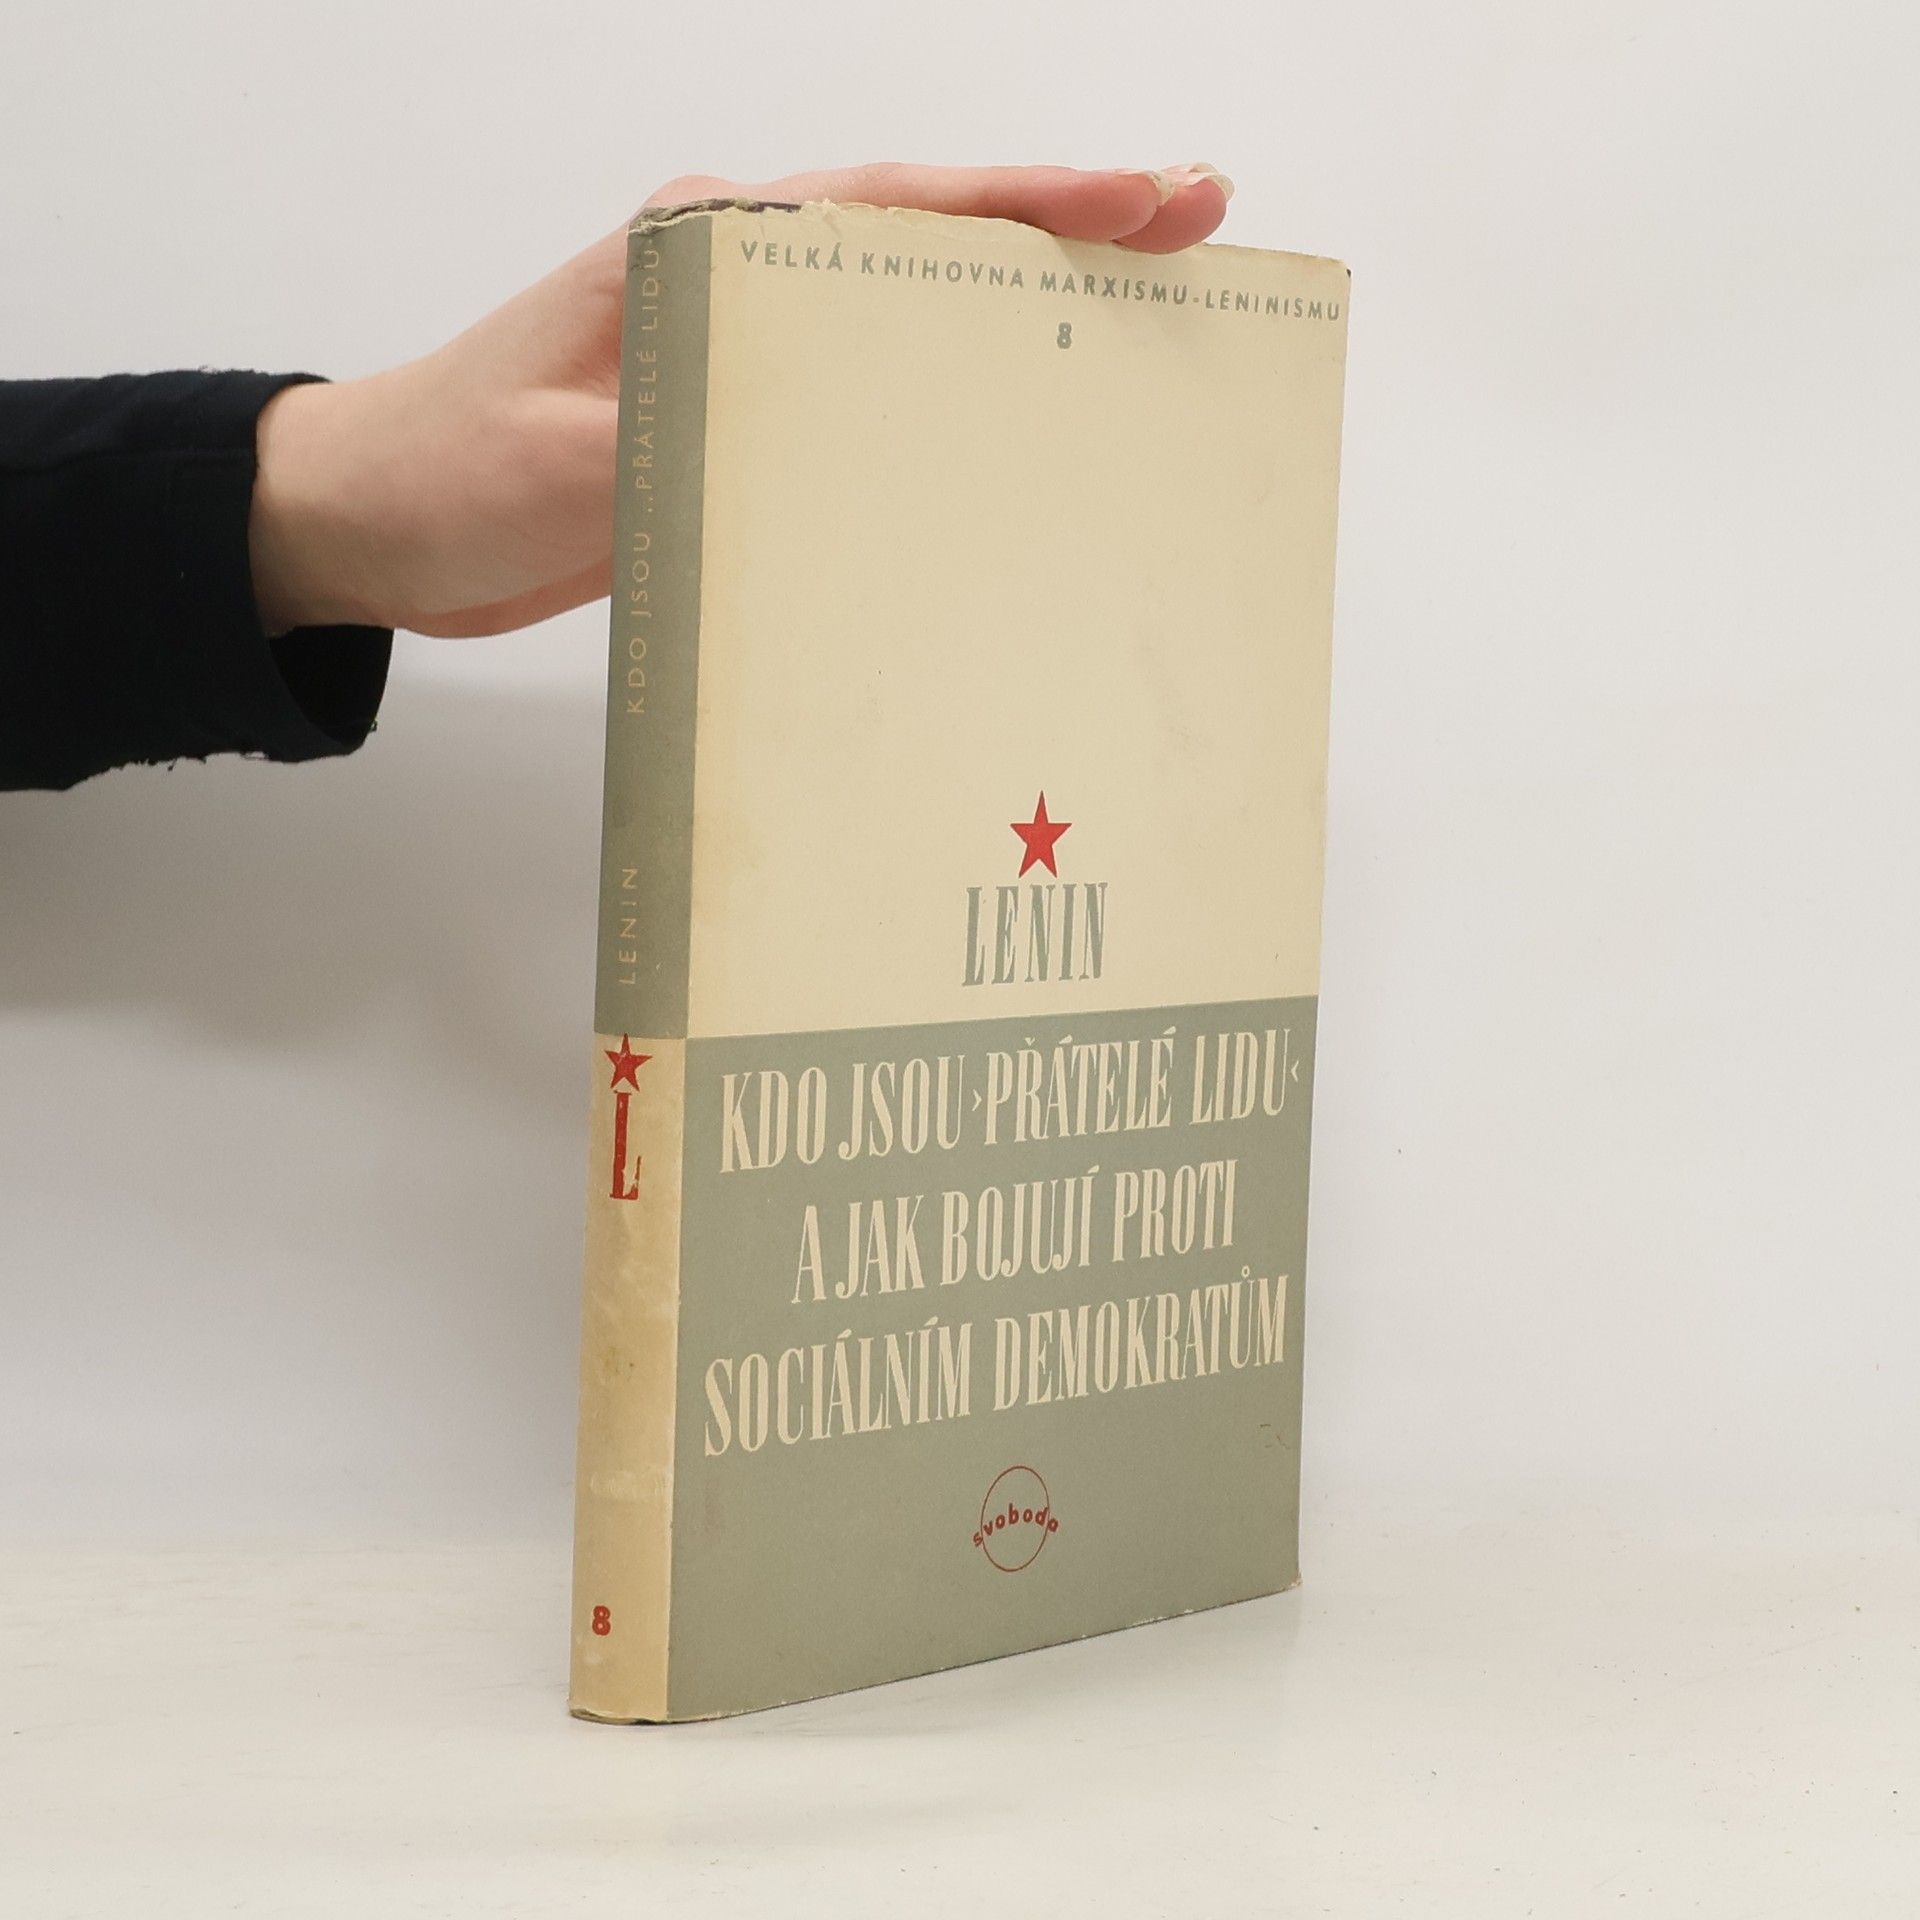 VELKÁ KNIHOVNA MARXISMU-LENINISMU
8
LENIN
KDO JSOU ›PŘÁTELÉ LIDU‹
A JAK BOJUJÍ PROTI
SOCIÁLNÍM DEMOKRATŮM
svoboda
LENIN KDO JSOU „PŘÁTELÉ LIDU"
L
8